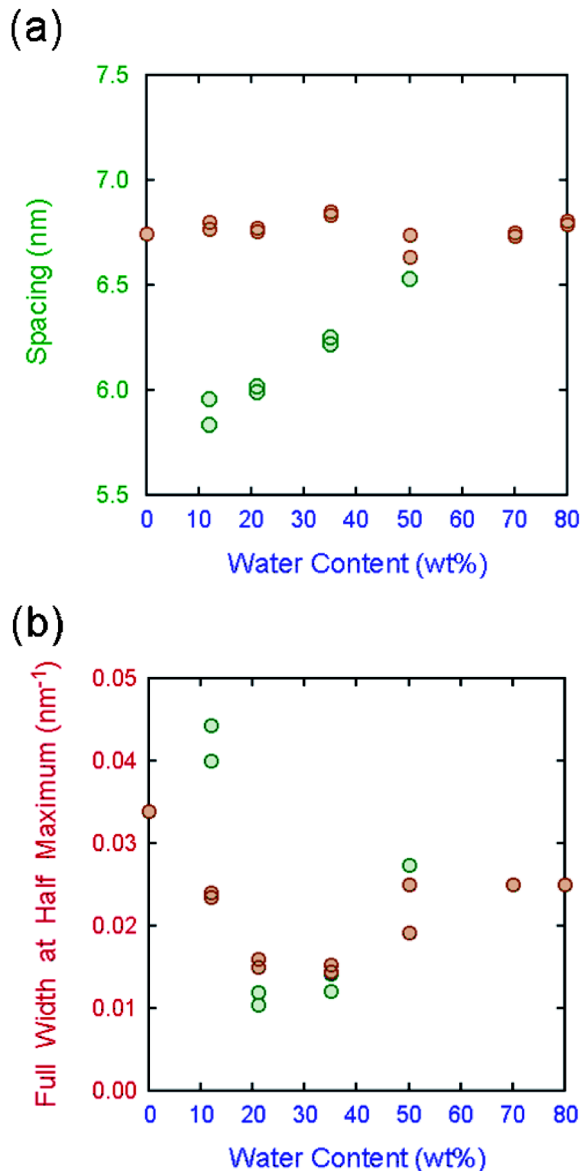 (a)
7.5
7.0
6.5
6.0
5.5
Spacing (nm)
0 10 20 30 40 50 60 70 80
Water Content (wt%)
(b)
0.05
0.04
0.03
0.02
0.01
0.00
Full Width at Half Maximum (nm-1)
0 10 20 30 40 50 60 70 80
Water Content (wt%)